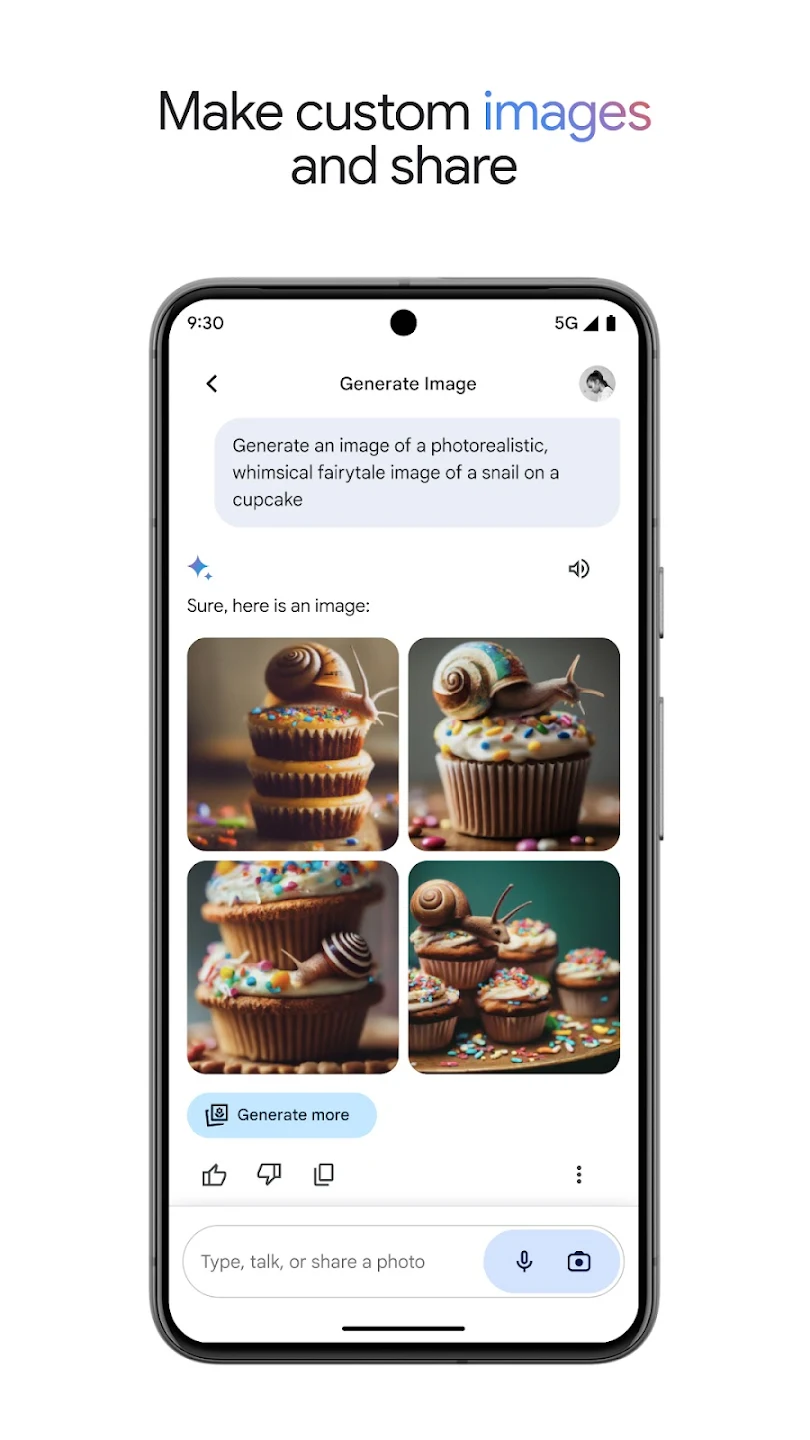 Make custom images
and share
9:30
5G
Generate Image
Generate an image of a photorealistic,
whimsical fairytale image of a snail on a
cupcake
Sure, here is an image:
Generate more
Type, talk, or share a photo